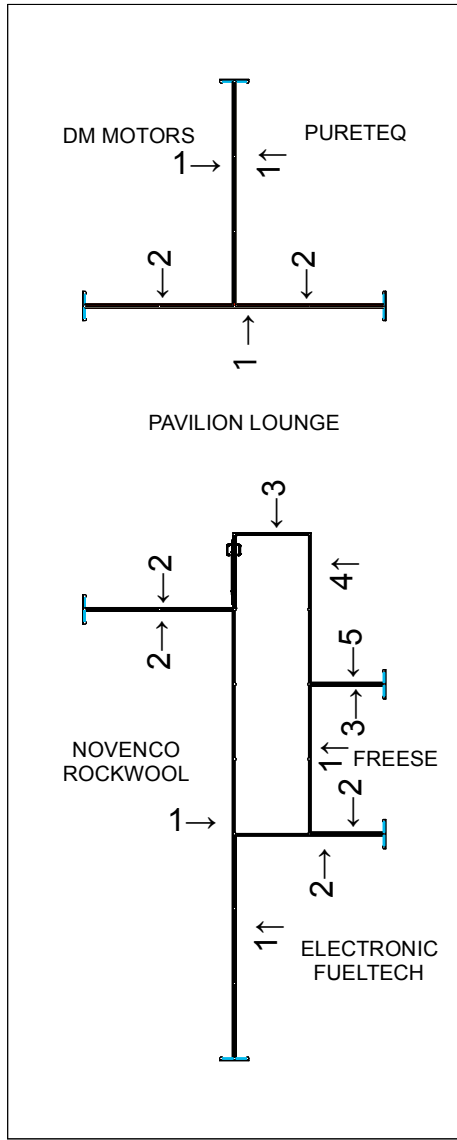 DM MOTORS
PURETEQ
1→
1→
2→
2→
1→
PAVILION LOUNGE
3→
4→
2→
2→
5→
3→
NOVENCO
ROCKWOOL
1→
FREESE
2→
1→
2→
1→
ELECTRONIC
FUELTECH